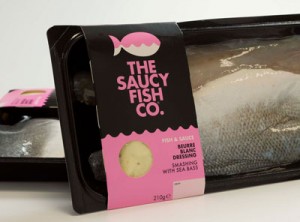 THE
SAUCY
FISH
CO.
FISH & SAUCE
BEURRE
BLANC
DRESSING
SMASHING
WITH SEA BASS
210g